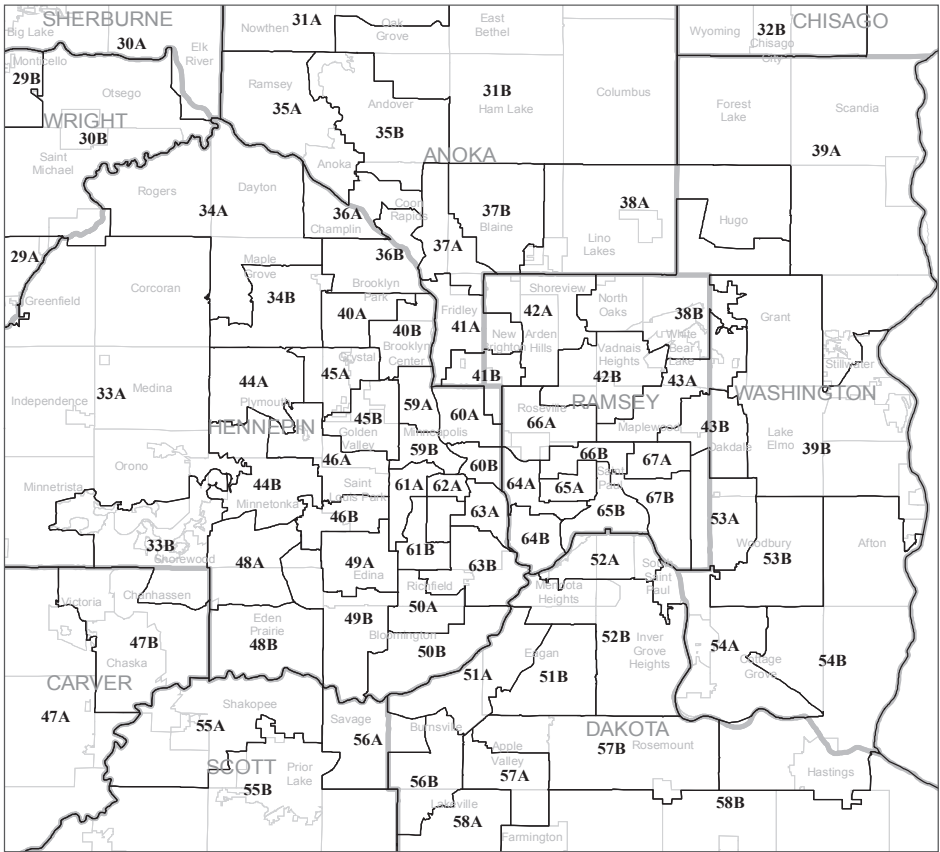 SHERBURNE
Big Lake
30A
Elk
River
Nowthen
31A
Oak
Grove
East
Bethel
Wyoming
32B
Chisago
City
CHISAGO
Monticello
29B
Otsego
WRIGHT
30B
Saint
Michael
Ramsey
35A
Andover
35B
31B
Ham Lake
Columbus
Forest
Lake
Scandia
39A
ANOKA
Anoka
Rogers
Dayton
34A
36A
Champlin
Coon
Rapids
37B
Blaine
37A
36B
38A
Lino
Lakes
Hugo
29A
Greenfield
Corcoran
Maple
Grove
34B
Brooklyn
Park
40A
40B
Brooklyn
Center
Fridley
41A
New
Brighton
41B
Shoreview
42A
Arden
Hills
North
Oaks
38B
White
Bear
Lake
Vadnais
Heights
42B
43A
Grant
Stillwater
Crystal
45A
44A
Plymouth
33A
Medina
Independence
HENNEPIN
45B
Golden
Valley
46A
59A
Minneapolis
59B
60A
60B
Roseville
66A
RAMSEY
Maplewood
43B
Oakdale
WASHINGTON
Lake
Elmo
39B
Orono
Minnetrista
44B
Minnetonka
Saint
Louis Park
46B
61A
62A
63A
64A
66B
65A
Saint
Paul
65B
67A
67B
53A
Woodbury
53B
Afton
33B
Shorewood
48A
49A
Edina
61B
63B
Richfield
64B
52A
South
Saint
Paul
Mendota
Heights
Victoria
Chanhassen
47B
Chaska
CARVER
47A
Eden
Prairie
48B
49B
50A
Bloomington
50B
51A
Eagan
51B
52B
Inver
Grove
Heights
54A
Cottage
Grove
54B
Shakopee
55A
SCOTT
55B
Prior
Lake
Savage
56A
Burnsville
56B
Apple
Valley
57A
DAKOTA
57B
Rosemount
Hastings
58B
Lakeville
58A
Farmington